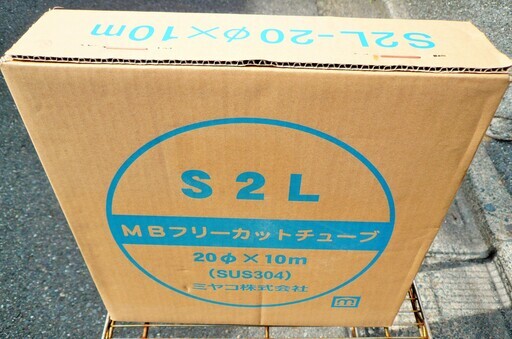 S2L-20φ×10m
S2L
MBフリーカットチューブ
20φ×10m
(SUS304)
ミヤコ株式会社
m